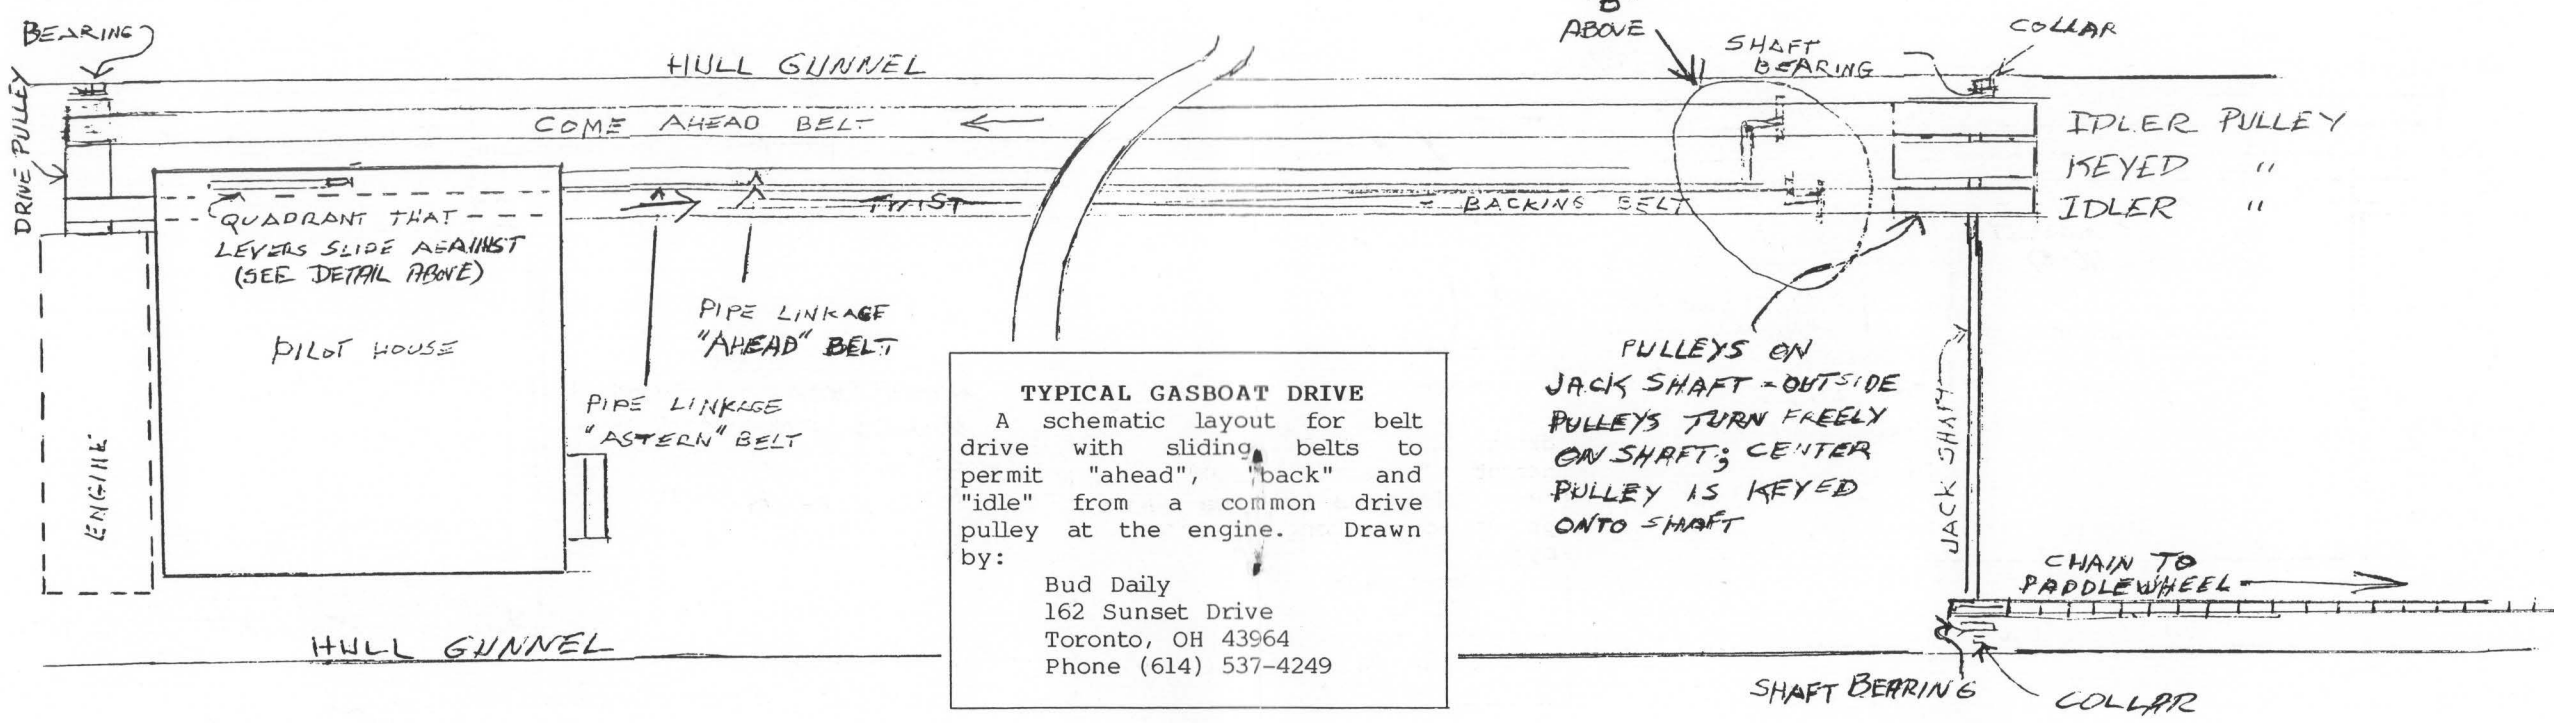 BEARING
HULL GUNNEL
ABOVE
SHAFT
BEARING
COLLAR
DRIVE PULLEY
COME AHEAD BELT
IDLER PULLEY
KEYED "
IDLER "
QUADRANT THAT
LEVERS SLIDE AGAINST
(SEE DETAIL ABOVE)
TWIST
BACKING BELT
PILOT HOUSE
ENGINE
PIPE LINKAGE
"AHEAD" BELT
PIPE LINKAGE
"ASTERN" BELT
TYPICAL GASBOAT DRIVE
A schematic layout for belt
drive with sliding belts to
permit "ahead", "back" and
"idle" from a common drive
pulley at the engine. Drawn
by:
Bud Daily
162 Sunset Drive
Toronto, OH 43964
Phone (614) 537-4249
PULLEYS ON
JACK SHAFT - OUTSIDE
PULLEYS TURN FREELY
ON SHAFT; CENTER
PULLEY IS KEYED
ONTO SHAFT
JACK SHAFT
CHAIN TO
PADDLEWHEEL
HULL GUNNEL
SHAFT BEARING
COLLAR